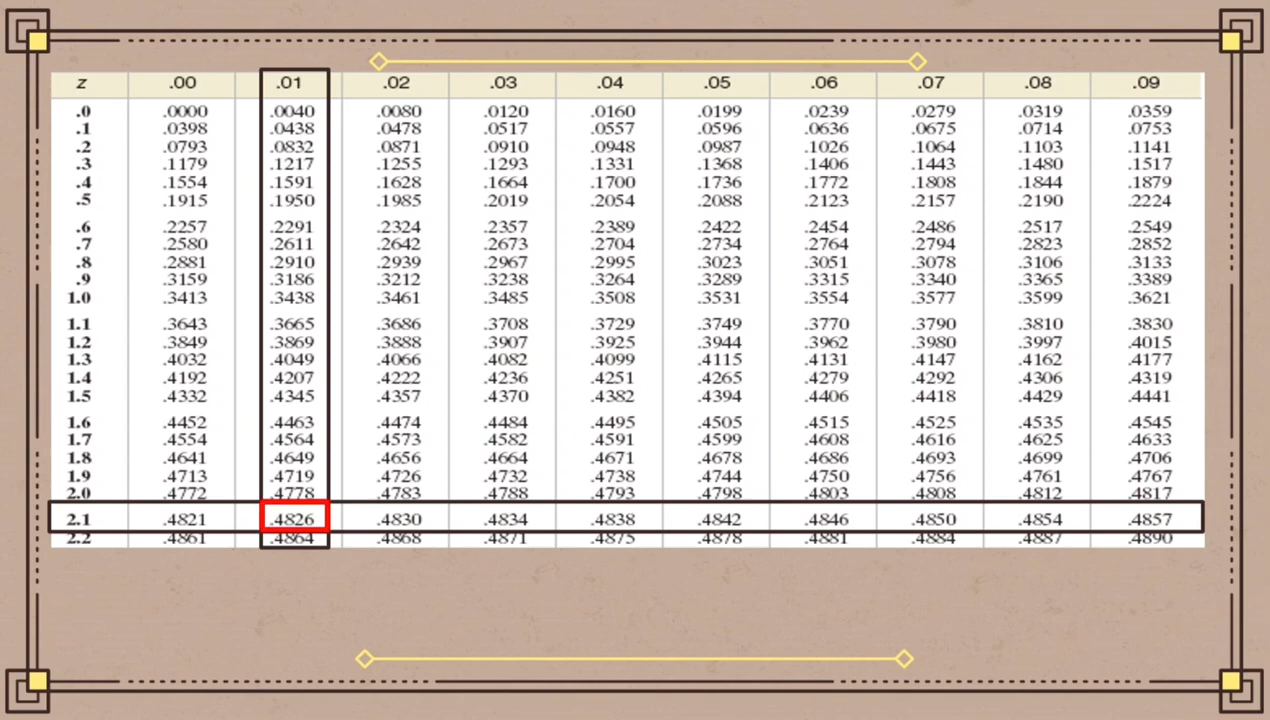 z .00 .01 .02 .03 .04 .05 .06 .07 .08 .09
.0 .0000 .0040 .0080 .0120 .0160 .0199 .0239 .0279 .0319 .0359
.1 .0398 .0438 .0478 .0517 .0557 .0596 .0636 .0675 .0714 .0753
.2 .0793 .0832 .0871 .0910 .0948 .0987 .1026 .1064 .1103 .1141
.3 .1179 .1217 .1255 .1293 .1331 .1368 .1406 .1443 .1480 .1517
.4 .1554 .1591 .1628 .1664 .1700 .1736 .1772 .1808 .1844 .1879
.5 .1915 .1950 .1985 .2019 .2054 .2088 .2123 .2157 .2190 .2224
.6 .2257 .2291 .2324 .2357 .2389 .2422 .2454 .2486 .2517 .2549
.7 .2580 .2611 .2642 .2673 .2704 .2734 .2764 .2794 .2823 .2852
.8 .2881 .2910 .2939 .2967 .2995 .3023 .3051 .3078 .3106 .3133
.9 .3159 .3186 .3212 .3238 .3264 .3289 .3315 .3340 .3365 .3389
1.0 .3413 .3438 .3461 .3485 .3508 .3531 .3554 .3577 .3599 .3621
1.1 .3643 .3665 .3686 .3708 .3729 .3749 .3770 .3790 .3810 .3830
1.2 .3849 .3869 .3888 .3907 .3925 .3944 .3962 .3980 .3997 .4015
1.3 .4032 .4049 .4066 .4082 .4099 .4115 .4131 .4147 .4162 .4177
1.4 .4192 .4207 .4222 .4236 .4251 .4265 .4279 .4292 .4306 .4319
1.5 .4332 .4345 .4357 .4370 .4382 .4394 .4406 .4418 .4429 .4441
1.6 .4452 .4463 .4474 .4484 .4495 .4505 .4515 .4525 .4535 .4545
1.7 .4554 .4564 .4573 .4582 .4591 .4599 .4608 .4616 .4625 .4633
1.8 .4641 .4649 .4656 .4664 .4671 .4678 .4686 .4693 .4699 .4706
1.9 .4713 .4719 .4726 .4732 .4738 .4744 .4750 .4756 .4761 .4767
2.0 .4772 .4778 .4783 .4788 .4793 .4798 .4803 .4808 .4812 .4817
2.1 .4821 .4826 .4830 .4834 .4838 .4842 .4846 .4850 .4854 .4857
2.2 .4861 .4864 .4868 .4871 .4875 .4878 .4881 .4884 .4887 .4890